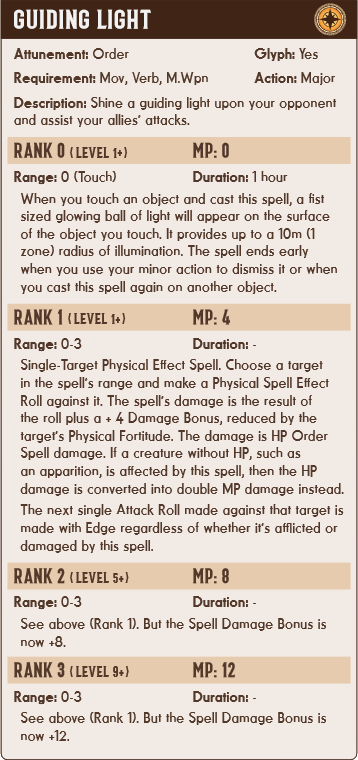 GUIDING LIGHT
Attunement: Order Glyph: Yes
Requirement: Mov, Verb, M.Wpn Action: Major
Description: Shine a guiding light upon your opponent
and assist your allies' attacks.
RANK 0 (LEVEL 1+) MP: 0
Range: 0 (Touch) Duration: 1 hour
When you touch an object and cast this spell, a fist
sized glowing ball of light will appear on the surface
of the object you touch. It provides up to a 10m (1
zone) radius of illumination. The spell ends early
when you use your minor action to dismiss it or when
you cast this spell again on another object.
RANK 1 (LEVEL 1+) MP: 4
Range: 0-3 Duration: -
Single-Target Physical Effect Spell. Choose a target
in the spell's range and make a Physical Spell Effect
Roll against it. The spell's damage is the result of
the roll plus a + 4 Damage Bonus, reduced by the
target's Physical Fortitude. The damage is HP Order
Spell damage. If a creature without HP, such as
an apparition, is affected by this spell, then the HP
damage is converted into double MP damage instead.
The next single Attack Roll made against that target is
made with Edge regardless of whether it's afflicted or
damaged by this spell.
RANK 2 (LEVEL 5+) MP: 8
Range: 0-3 Duration: -
See above (Rank 1). But the Spell Damage Bonus is
now +8.
RANK 3 (LEVEL 9+) MP: 12
Range: 0-3 Duration: -
See above (Rank 1). But the Spell Damage Bonus is
now +12.